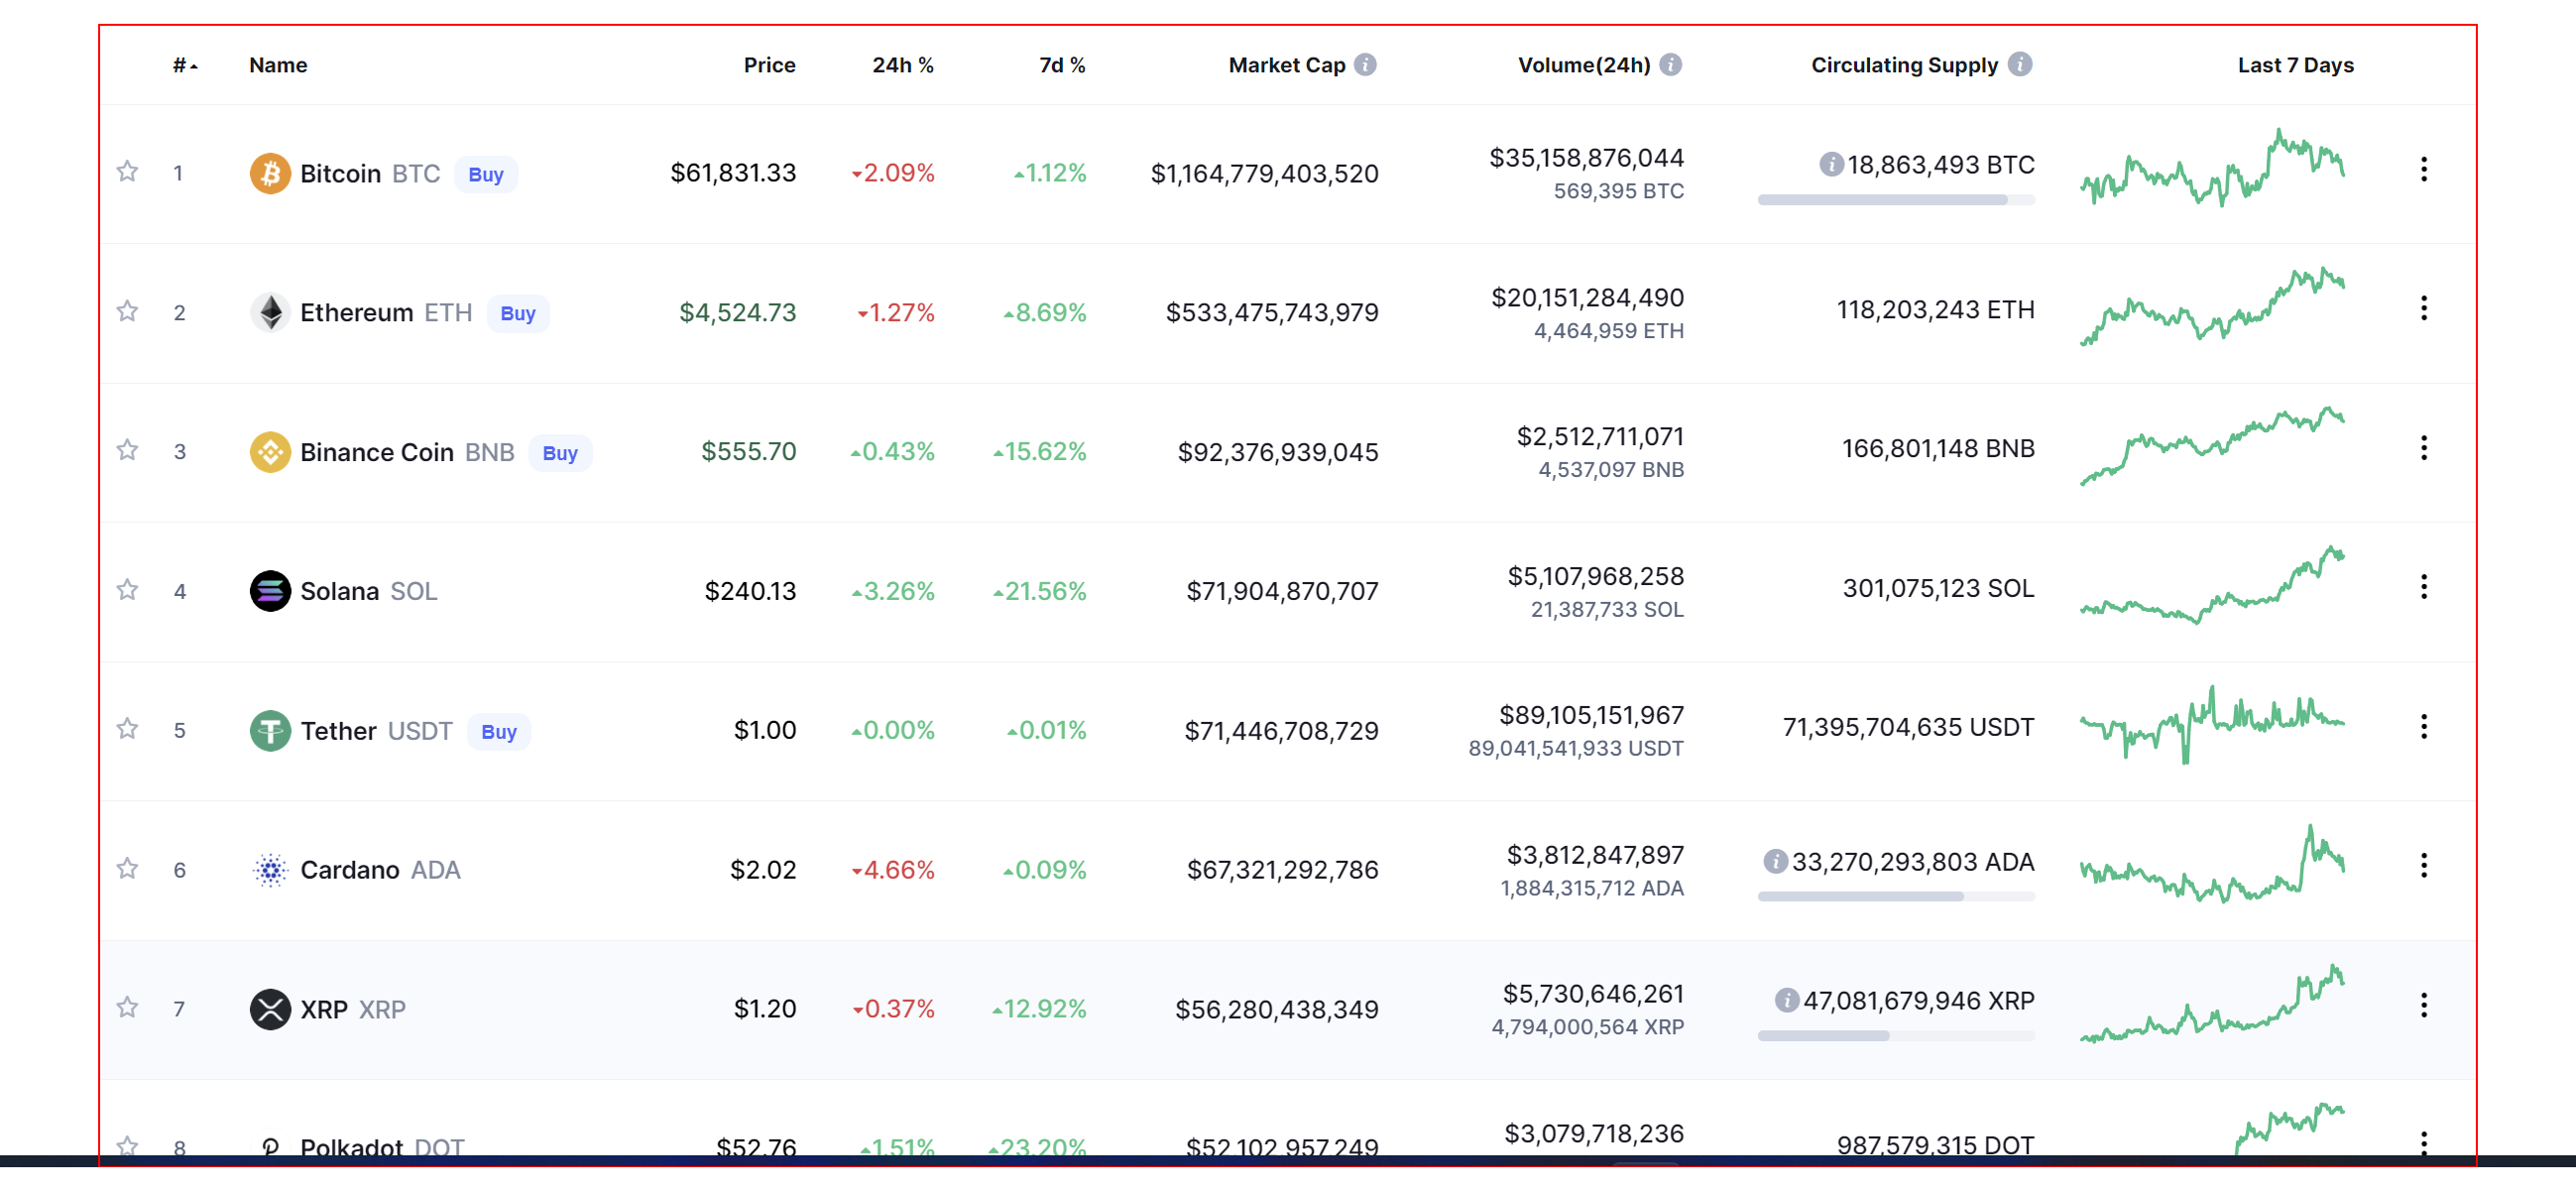 # Name Price 24h % 7d % Market Cap Volume(24h) Circulating Supply Last 7 Days
1 Bitcoin BTC Buy $61,831.33 2.09% 1.12% $1,164,779,403,520 $35,158,876,044 18,863,493 BTC
569,395 BTC
2 Ethereum ETH Buy $4,524.73 1.27% 8.69% $533,475,743,979 $20,151,284,490 118,203,243 ETH
4,464,959 ETH
3 Binance Coin BNB Buy $555.70 0.43% 15.62% $92,376,939,045 $2,512,711,071 166,801,148 BNB
4,537,097 BNB
4 Solana SOL $240.13 3.26% 21.56% $71,904,870,707 $5,107,968,258 301,075,123 SOL
21,387,733 SOL
5 Tether USDT Buy $1.00 0.00% 0.01% $71,446,708,729 $89,105,151,967 71,395,704,635 USDT
89,041,541,933 USDT
6 Cardano ADA $2.02 4.66% 0.09% $67,321,292,786 $3,812,847,897 33,270,293,803 ADA
1,884,315,712 ADA
7 XRP XRP $1.20 0.37% 12.92% $56,280,438,349 $5,730,646,261 47,081,679,946 XRP
4,794,000,564 XRP
8 Polkadot DOT $52.76 1.51% 23.20% $52,102,957,249 $3,079,718,236 987,579,315 DOT